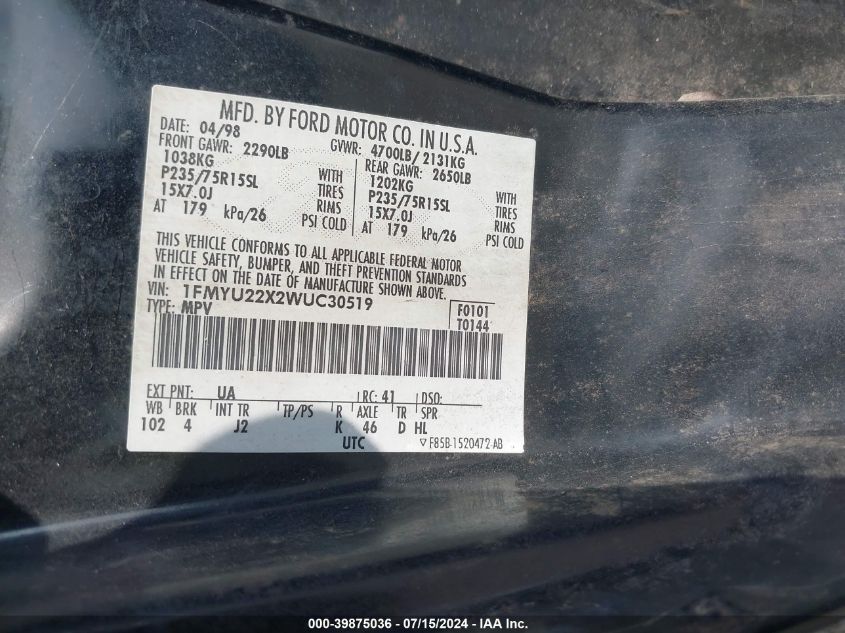 MFD. BY FORD MOTOR CO. IN U.S.A.
DATE: 04/98 GVWR: 4700LB/ 2131KG
FRONT GAWR: 2290LB REAR GAWR: 2650LB
1038KG WITH 1202KG WITH
P235/75R15SL TIRES P235/75R15SL TIRES
15X7.0J RIMS 15X7.0J RIMS
AT 179 kPa/26 PSI COLD AT 179 kPa/26 PSI COLD
THIS VEHICLE CONFORMS TO ALL APPLICABLE FEDERAL MOTOR
VEHICLE SAFETY, BUMPER, AND THEFT PREVENTION STANDARDS
IN EFFECT ON THE DATE OF MANUFACTURE SHOWN ABOVE.
VIN: 1FMYU22X2WUC30519 F0101
TYPE: MPV T0144
EXT PNT: UA RC: 41 DSO:
WB BRK INT TR TP/PS R AXLE TR SPR
102 4 J2 K 46 D HL
UTC F85B-1520472-AB
000-39875036 - 07/15/2024 - www.iaai.com - Copyright IAA, Inc.